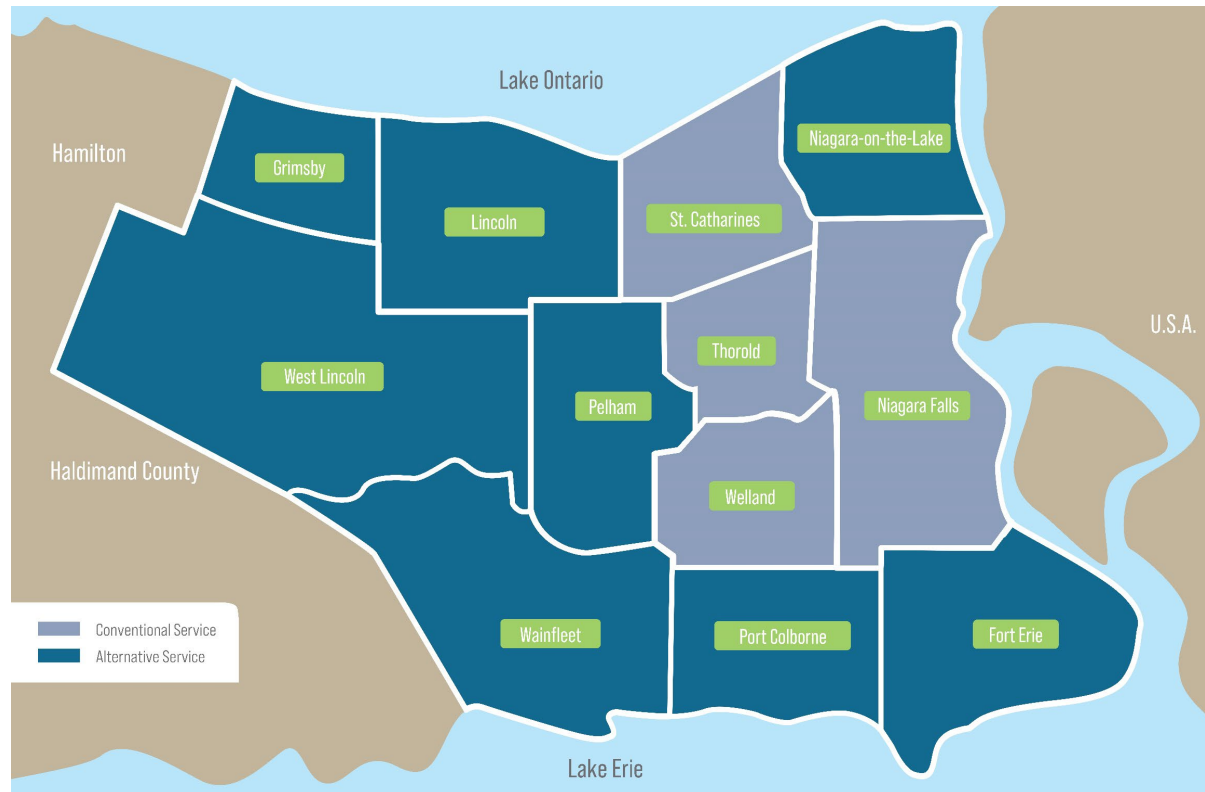 Lake Ontario
Hamilton
Grimsby
Niagara-on-the-Lake
Lincoln
St. Catharines
U.S.A.
Thorold
West Lincoln
Pelham
Niagara Falls
Haldimand County
Welland
Conventional Service
Alternative Service
Wainfleet
Port Colborne
Fort Erie
Lake Erie